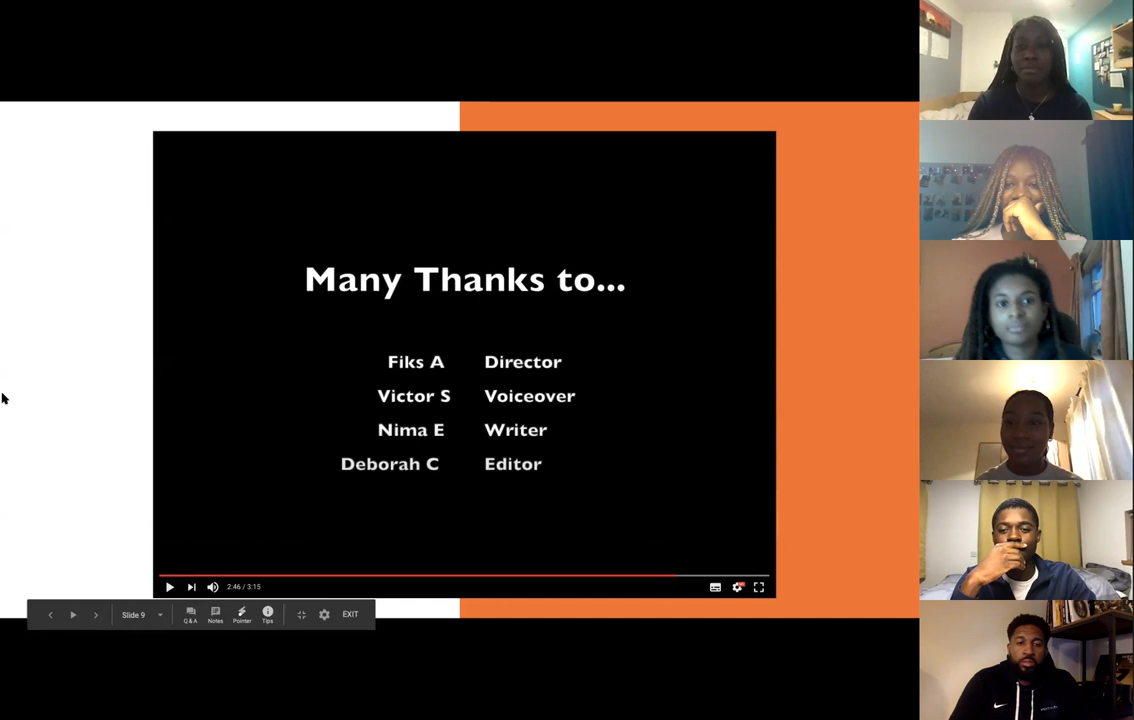 Many Thanks to...
Fiks A Director
Victor S Voiceover
Nima E Writer
Deborah C Editor
2:46 / 3:15
Slide 9
Q & A Notes Pointer Tips
EXIT